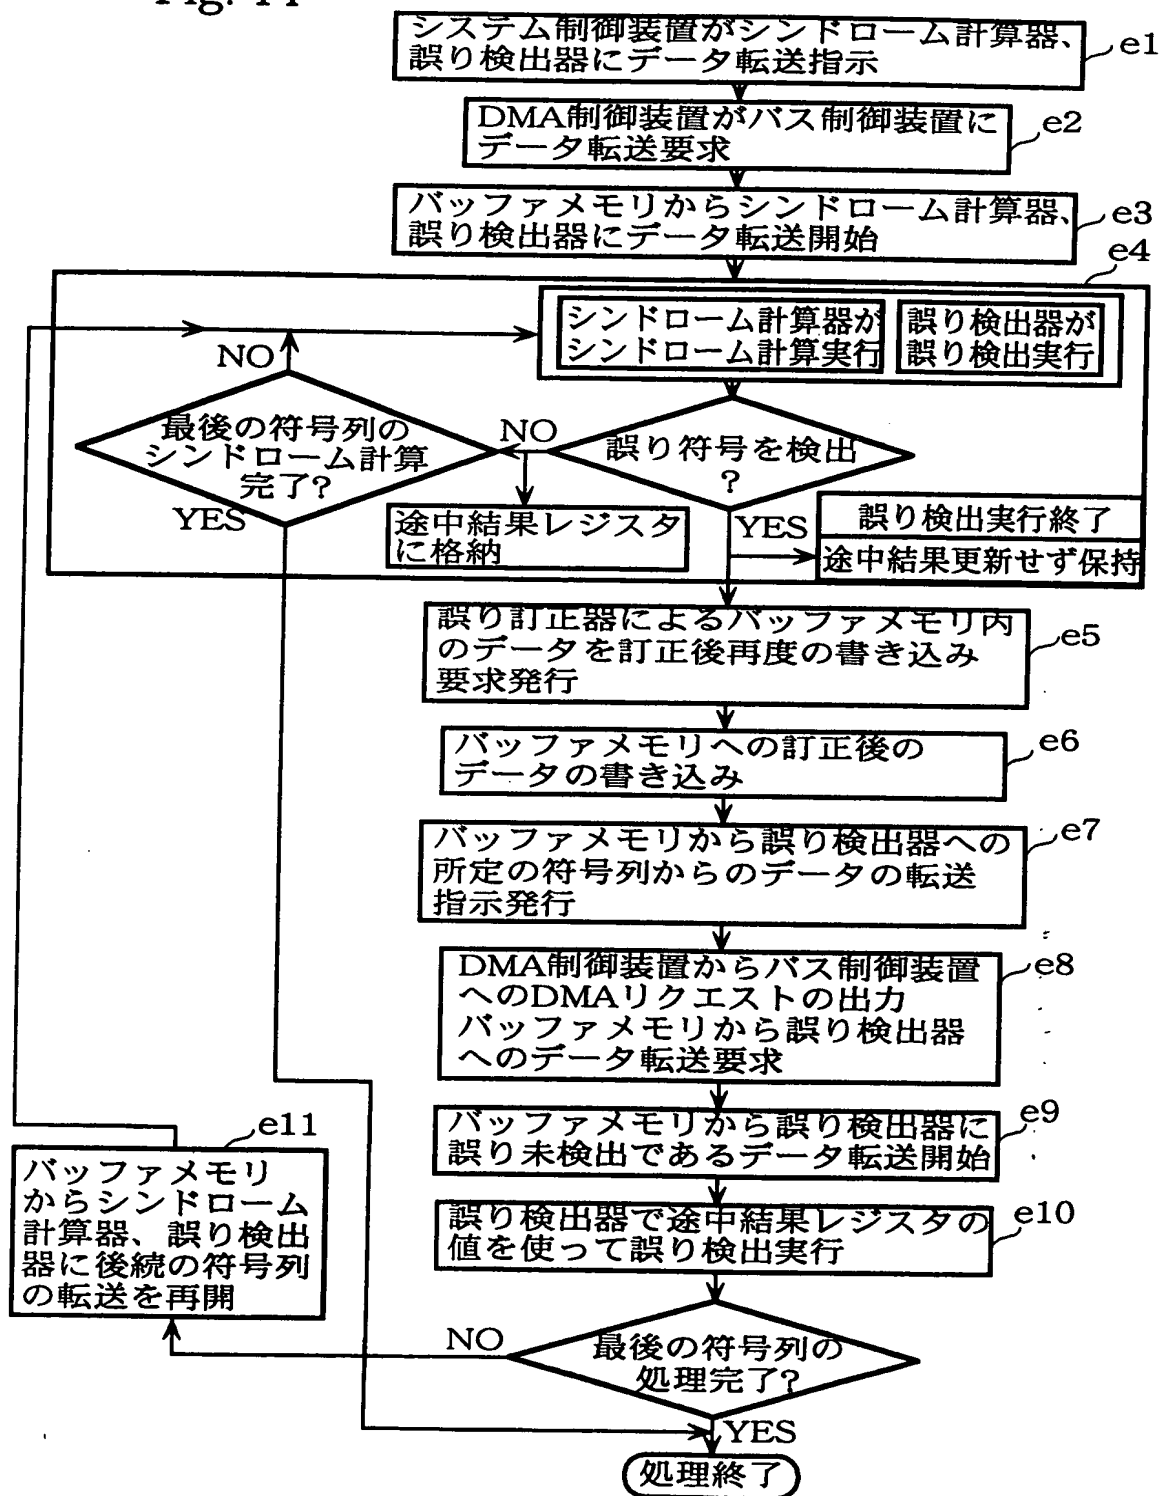 システム制御装置がシンドローム計算器、
誤り検出器にデータ転送指示
e1
DMA制御装置がバス制御装置に
データ転送要求
e2
バッファメモリからシンドローム計算器、
誤り検出器にデータ転送開始
e3
e4
シンドローム計算器が
シンドローム計算実行
誤り検出器が
誤り検出実行
NO
最後の符号列の
シンドローム計算
完了?
YES
NO
誤り符号を検出
?
YES
途中結果レジスタ
に格納
誤り検出実行終了
途中結果更新せず保持
誤り訂正器によるバッファメモリ内
のデータを訂正後再度の書き込み
要求発行
e5
バッファメモリへの訂正後の
データの書き込み
e6
バッファメモリから誤り検出器への
所定の符号列からのデータの転送
指示発行
e7
DMA制御装置からバス制御装置
へのDMAリクエストの出力
バッファメモリから誤り検出器
へのデータ転送要求
e8
バッファメモリから誤り検出器に
誤り未検出であるデータ転送開始
e9
誤り検出器で途中結果レジスタの
値を使って誤り検出実行
e10
e11
バッファメモリ
からシンドローム
計算器、誤り検出
器に後続の符号列
の転送を再開
NO
最後の符号列の
処理完了?
YES
処理終了